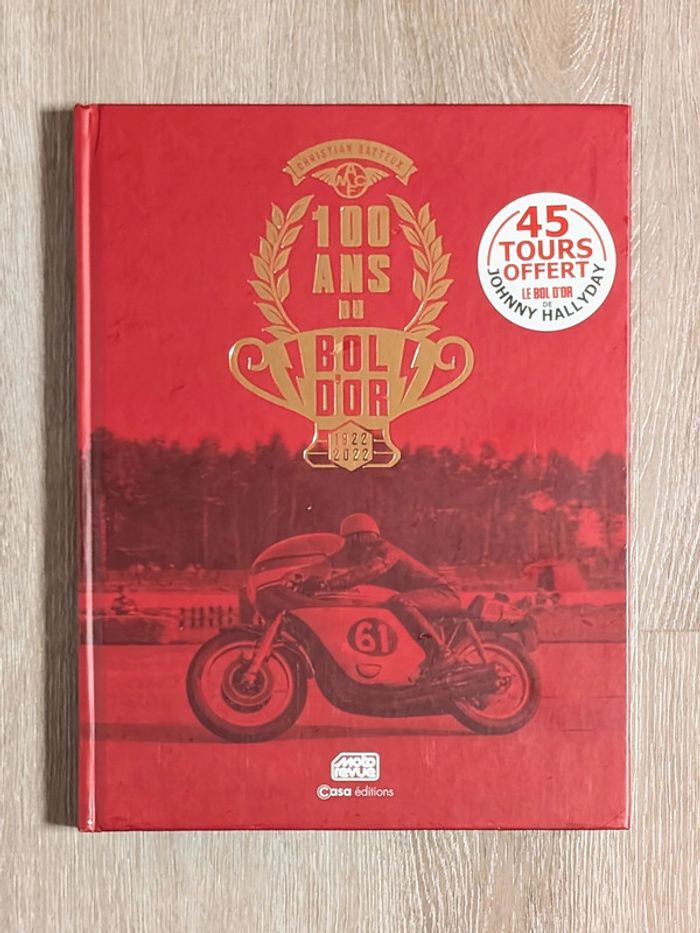 CHRISTIAN BATTEUX
AMCF
100
ANS
DU
BOL
D'OR
1922
2022
45
TOURS
OFFERT
LE BOL D'OR
DE
JOHNNY HALLYDAY
61
Moto
revue
Casa éditions